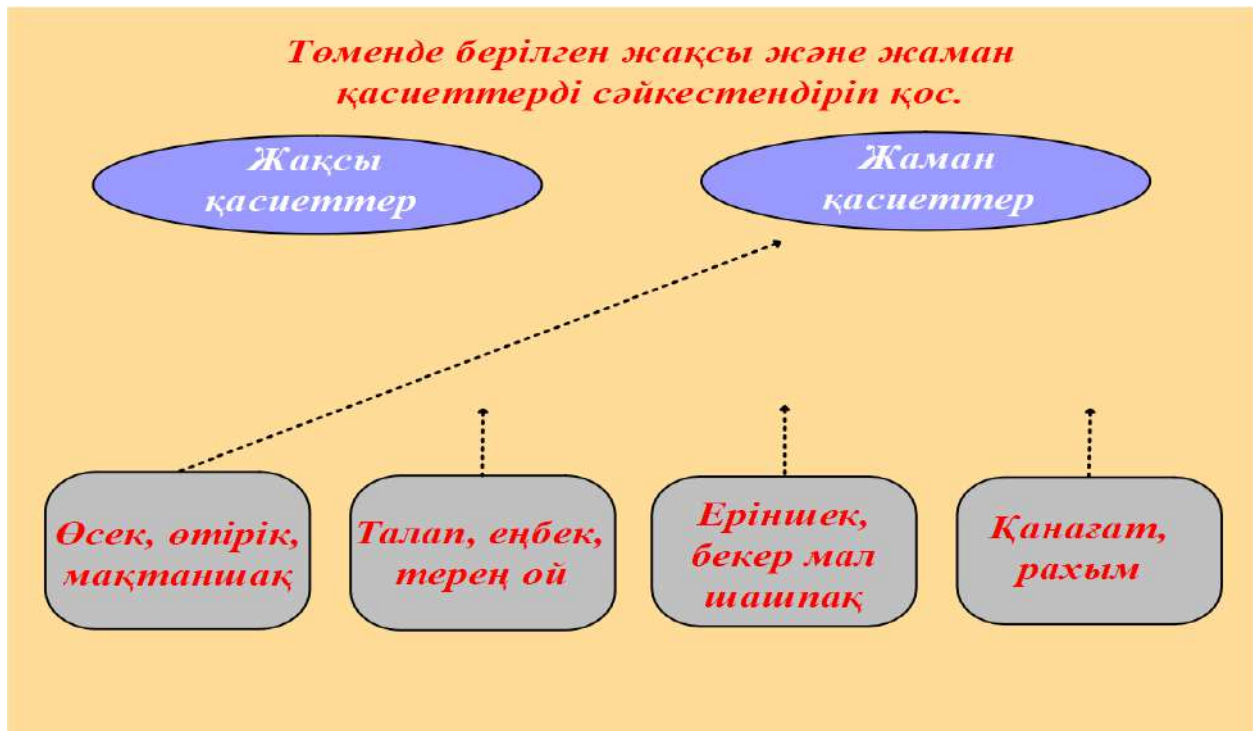 Төменде берілген жақсы және жаман
қасиеттерді сәйкестендіріп қос.
Жақсы
қасиеттер
Жаман
қасиеттер
Өсек, өтірік,
мақтаншақ
Талап, еңбек,
терең ой
Еріншек,
бекер мал
шашпақ
Қанағат,
рахым